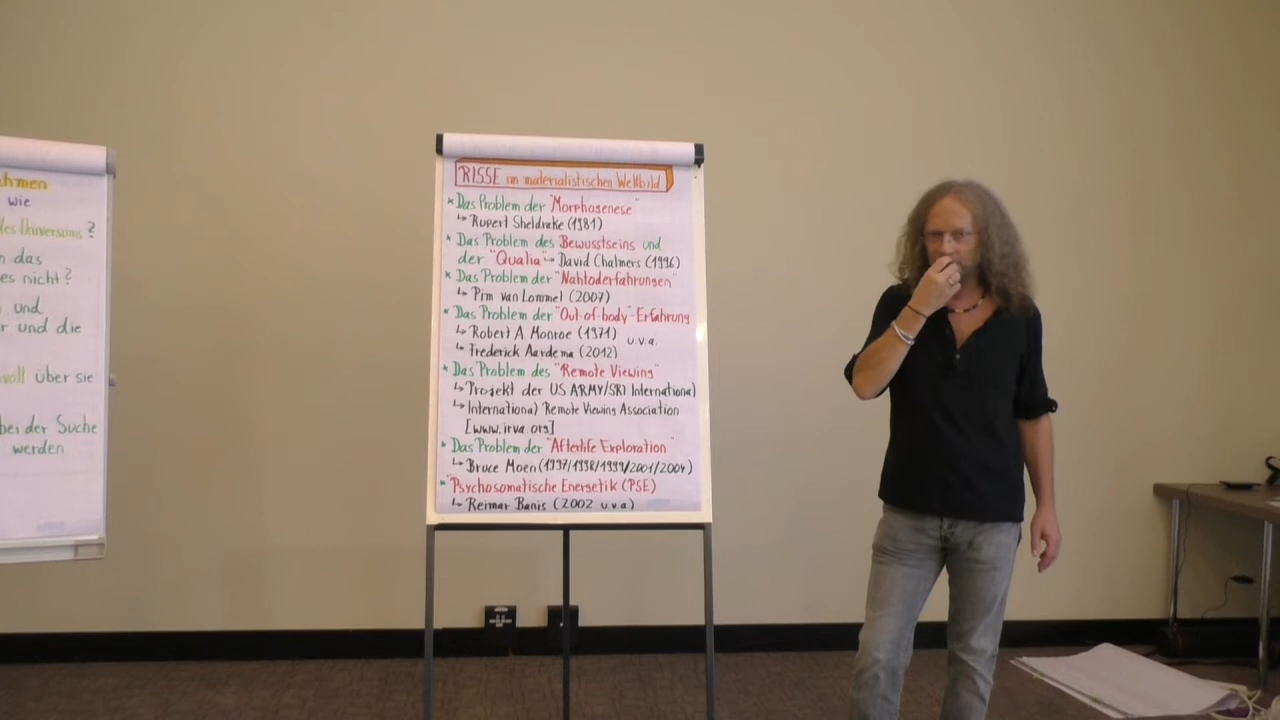 ahmen
wie
des Universums?
n das
es nicht?
und
r und die
voll über sie
bei der Suche
werden
RISSE im materialistischen Weltbild
* Das Problem der "Morphogenese"
↳ Rupert Sheldrake (1981)
* Das Problem des Bewusstseins und
der "Qualia" ↳ David Chalmers (1996)
* Das Problem der "Nahtoderfahrungen"
↳ Pim van Lommel (2007)
* Das Problem der "Out-of-body"-Erfahrung
↳ Robert A. Monroe (1971) u.v.a.
↳ Frederick Aardema (2012)
* Das Problem des "Remote Viewing"
↳ Projekt der US ARMY/SRI International
↳ International Remote Viewing Association
[www.irva.org]
* Das Problem der "Afterlife Exploration"
↳ Bruce Moen (1997/1998/1999/2001/2004)
* "Psychosomatische Energetik (PSE)
↳ Reimar Banis (2002 u.v.a)